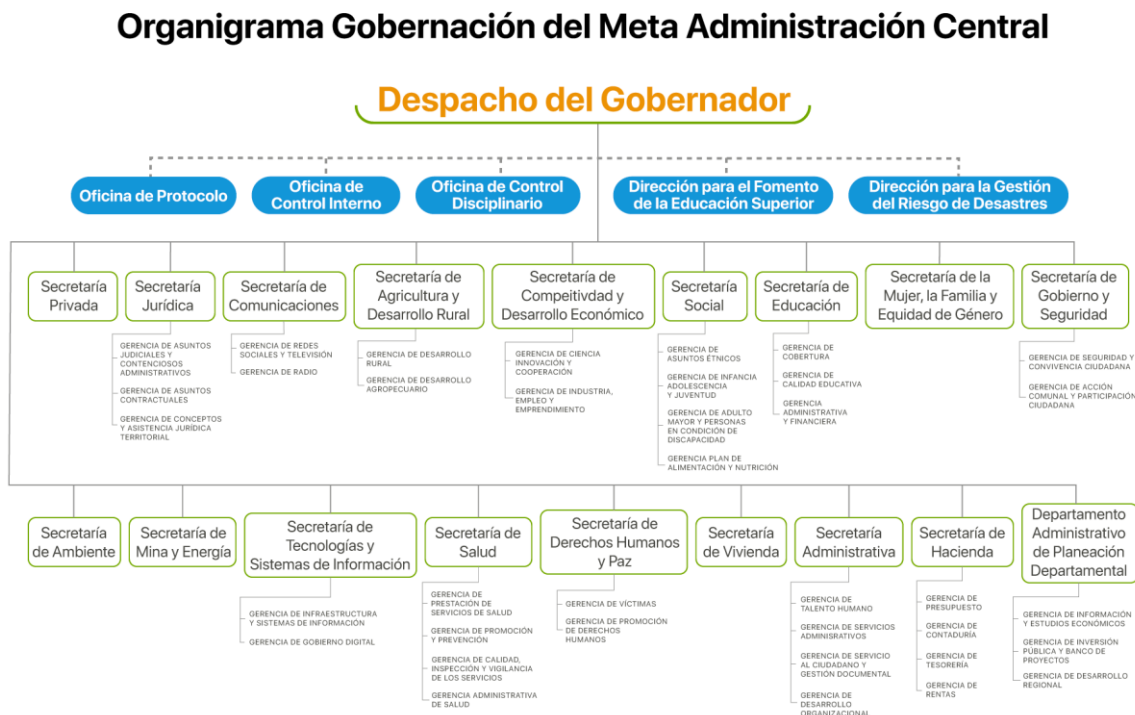 Organigrama Gobernación del Meta Administración Central
Despacho del Gobernador
Oficina de Protocolo
Oficina de
Control Interno
Oficina de Control
Disciplinario
Dirección para el Fomento
de la Educación Superior
Dirección para la Gestión
del Riesgo de Desastres
Secretaría
Privada
Secretaría
Jurídica
GERENCIA DE ASUNTOS
JUDICIALES Y
CONTENCIOSOS
ADMINISTRATIVOS
GERENCIA DE ASUNTOS
CONTRACTUALES
GERENCIA DE CONCEPTOS
Y ASISTENCIA JURÍDICA
TERRITORIAL
Secretaría de
Comunicaciones
GERENCIA DE REDES
SOCIALES Y TELEVISIÓN
GERENCIA DE RADIO
Secretaría de
Agricultura y
Desarrollo Rural
GERENCIA DE DESARROLLO
RURAL
GERENCIA DE DESARROLLO
AGROPECUARIO
Secretaría de
Compeitivdad y
Desarrollo Económico
GERENCIA DE CIENCIA
INNOVACIÓN Y
COOPERACIÓN
GERENCIA DE INDUSTRIA,
EMPLEO Y
EMPRENDIMIENTO
Secretaría
Social
GERENCIA DE
ASUNTOS ÉTNICOS
GERENCIA DE INFANCIA
ADOLESCENCIA
Y JUVENTUD
GERENCIA DE ADULTO
MAYOR Y PERSONAS
EN CONDICIÓN DE
DISCAPACIDAD
GERENCIA PLAN DE
ALIMENTACIÓN Y NUTRICIÓN
Secretaría de
Educación
GERENCIA DE
COBERTURA
GERENCIA DE
CALIDAD EDUCATIVA
GERENCIA
ADMINISTRATIVA
Y FINANCIERA
Secretaría de la
Mujer, la Familia y
Equidad de Género
Secretaría de
Gobierno y
Seguridad
GERENCIA DE SEGURIDAD Y
CONVIVENCIA CIUDADANA
GERENCIA DE ACCIÓN
COMUNAL Y PARTICIPACIÓN
CIUDADANA
Secretaría
de Ambiente
Secretaría de
Mina y Energía
Secretaría de
Tecnologías y
Sistemas de Información
GERENCIA DE INFRAESTRUCTURA
Y SISTEMAS DE INFORMACIÓN
GERENCIA DE GOBIERNO DIGITAL
Secretaría
de Salud
GERENCIA DE
PRESTACIÓN DE
SERVICIOS DE SALUD
GERENCIA DE PROMOCIÓN
Y PREVENCIÓN
GERENCIA DE CALIDAD,
INSPECCIÓN Y VIGILANCIA
DE LOS SERVICIOS
GERENCIA ADMINISTRATIVA
DE SALUD
Secretaría de
Derechos Humanos
y Paz
GERENCIA DE VÍCTIMAS
GERENCIA DE PROMOCIÓN
DE DERECHOS
HUMANOS
Secretaría
de Vivienda
Secretaría
Administrativa
GERENCIA DE
TALENTO HUMANO
GERENCIA DE SERVICIOS
ADMINISRATIVOS
GERENCIA DE SERVICIO
AL CIUDADANO Y
GESTIÓN DOCUMENTAL
GERENCIA DE
DESARROLLO
ORGANIZACIONAL
Secretaría
de Hacienda
GERENCIA DE
PRESUPUESTO
GERENCIA DE
CONTADURÍA
GERENCIA DE
TESORERÍA
GERENCIA DE
RENTAS
Departamento
Administrativo
de Planeación
Departamental
GERENCIA DE INFORMACIÓN
Y ESTUDIOS ECONÓMICOS
GERENCIA DE INVERSIÓN
PÚBLICA Y BANCO DE
PROYECTOS
GERENCIA DE DESARROLLO
REGIONAL